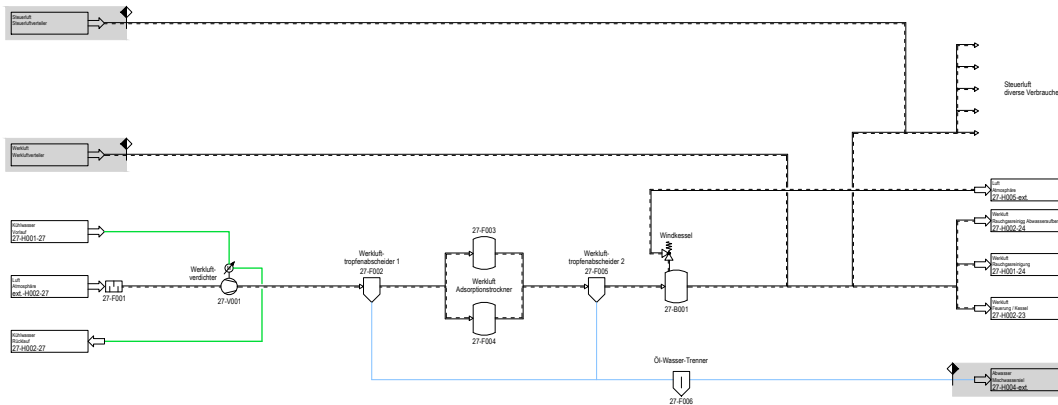 Steuerluft
Steuerluftverteiler
Steuerluft
diverse Verbrauche
Werkluft
Werkluftverteiler
Luft
Atmosphäre
27-H005-ext.
Kühlwasser
Vorlauf
27-H001-27
Werkluft
Rauchgasreinigg Abwasseraufber
27-H002-24
27-F003
Windkessel
Werkluft-
tropfenabscheider 1
27-F002
Werkluft-
tropfenabscheider 2
27-F005
Werkluft
Rauchgasreinigung
27-H001-24
Werkluft-
verdichter
Luft
Atmosphäre
ext.-H002-27
Werkluft
Adsorptionstrockner
27-F001
27-V001
27-B001
Werkluft
Feuerung / Kessel
27-H002-23
Kühlwasser
Rücklauf
27-H002-27
27-F004
Öl-Wasser-Trenner
27-F006
Abwasser
Mischwassersiel
27-H004-ext.